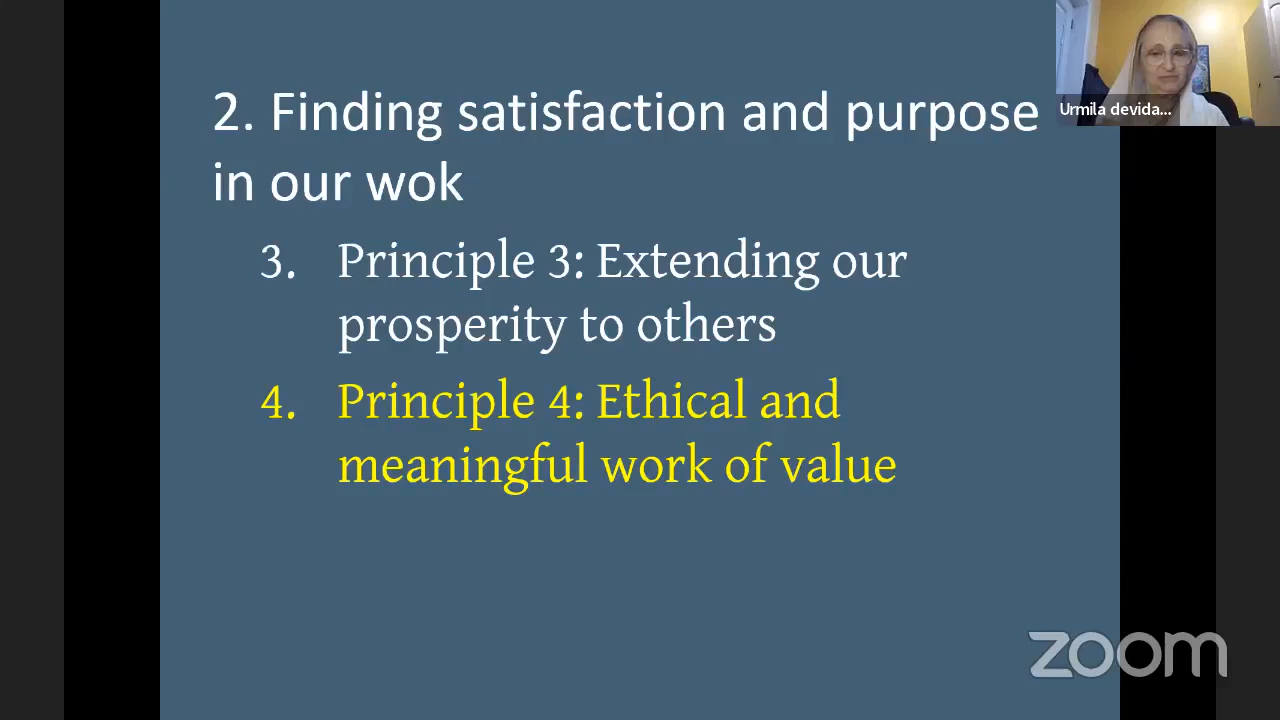 2. Finding satisfaction and purpose
in our wok
3. Principle 3: Extending our
prosperity to others
4. Principle 4: Ethical and
meaningful work of value
Urmila devida...
zoom